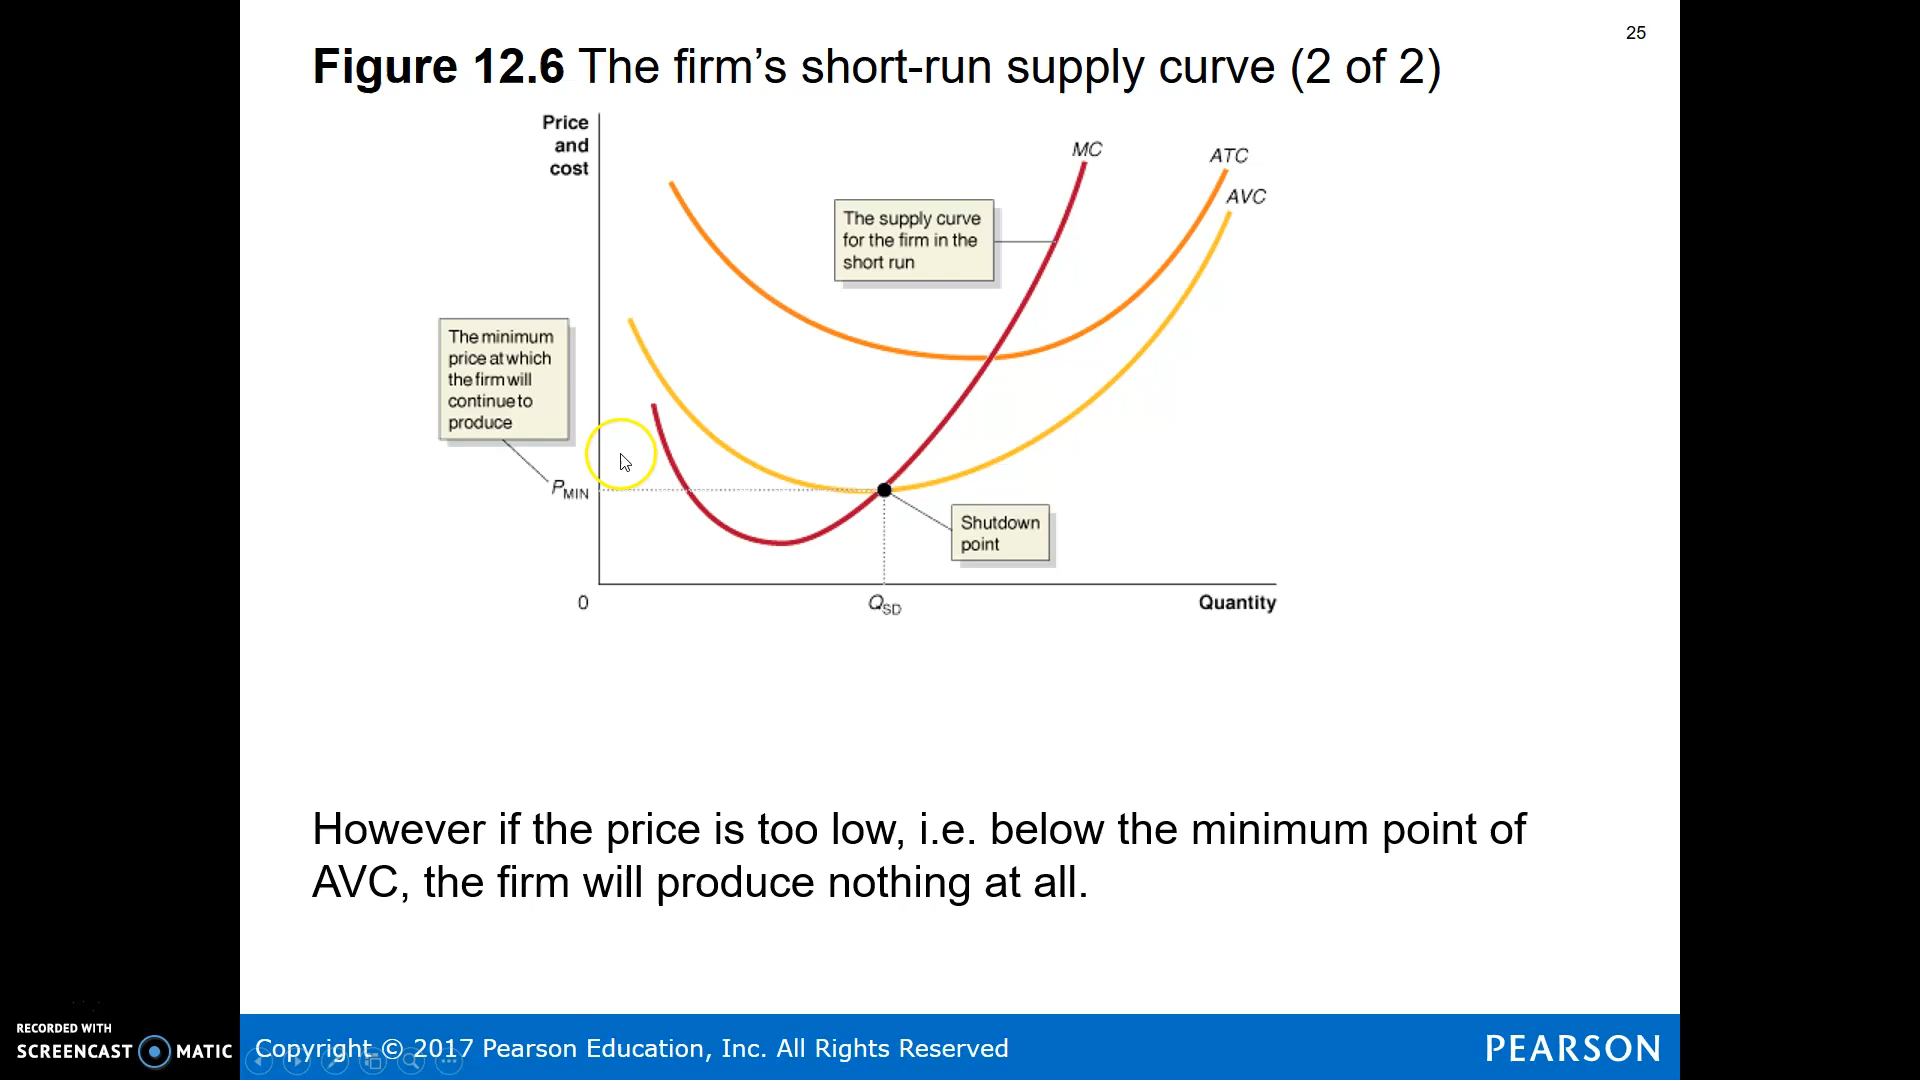 25
Figure 12.6 The firm’s short-run supply curve (2 of 2)
Price
and
cost
MC
ATC
AVC
The supply curve
for the firm in the
short run
The minimum
price at which
the firm will
continue to
produce
PMIN
Shutdown
point
0
QSD
Quantity
However if the price is too low, i.e. below the minimum point of
AVC, the firm will produce nothing at all.
RECORDED WITH
SCREENCAST MATIC
Copyright © 2017 Pearson Education, Inc. All Rights Reserved
PEARSON